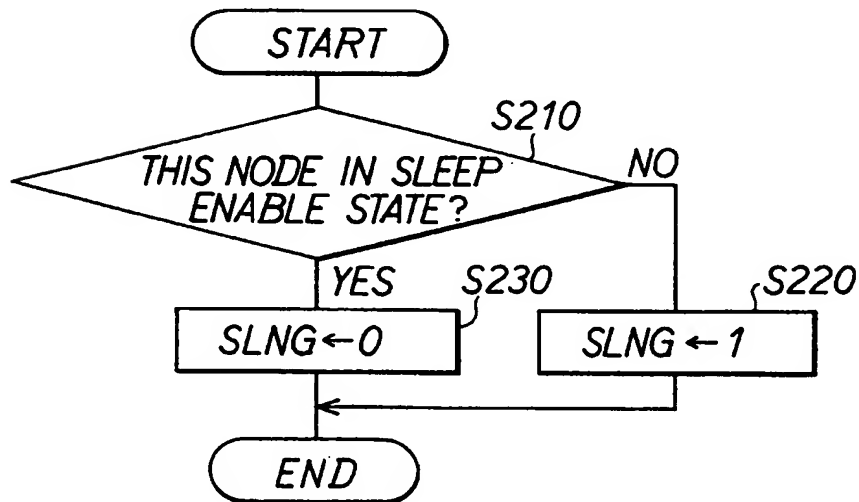 START
S210
THIS NODE IN SLEEP
ENABLE STATE?
NO
YES
S230
S220
SLNG←0
SLNG←1
END